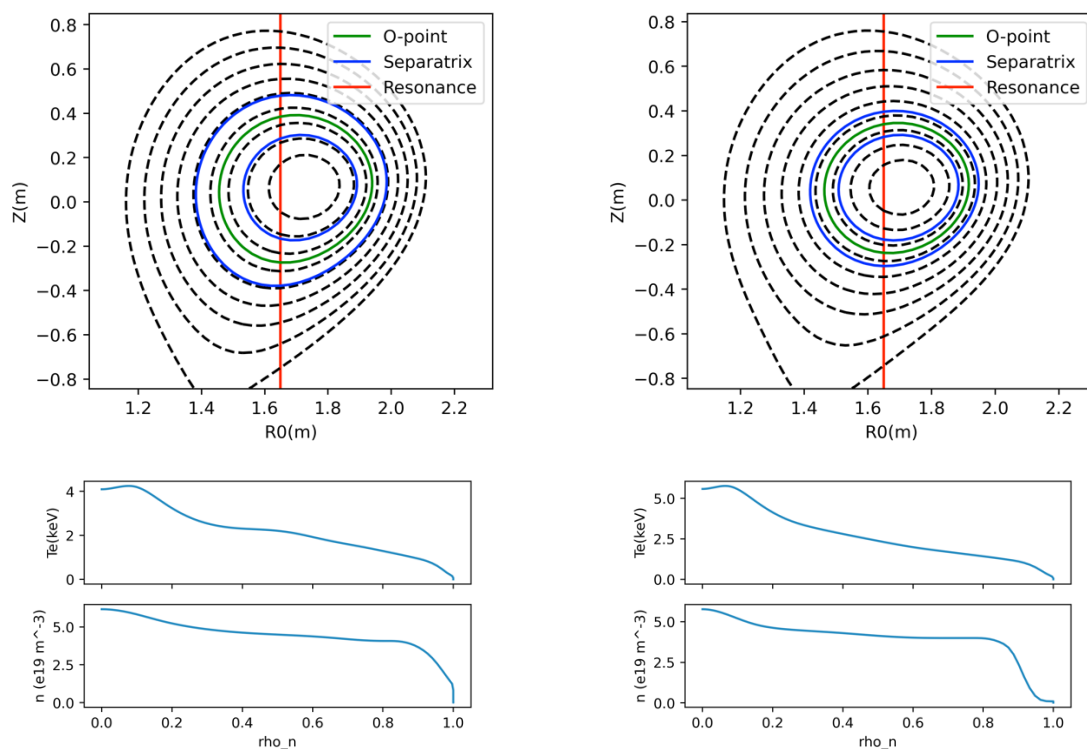 0.8
0.6
0.4
0.2
0.0
−0.2
−0.4
−0.6
−0.8
Z(m)
O-point
Separatrix
Resonance
1.2 1.4 1.6 1.8 2.0 2.2
R0(m)
0.8
0.6
0.4
0.2
0.0
−0.2
−0.4
−0.6
−0.8
Z(m)
O-point
Separatrix
Resonance
1.2 1.4 1.6 1.8 2.0 2.2
R0(m)
4
2
0
Te(keV)
5.0
2.5
0.0
n (e19 m^-3)
0.0 0.2 0.4 0.6 0.8 1.0
rho_n
5.0
2.5
0
Te(keV)
5.0
2.5
0.0
n (e19 m^-3)
0.0 0.2 0.4 0.6 0.8 1.0
rho_n